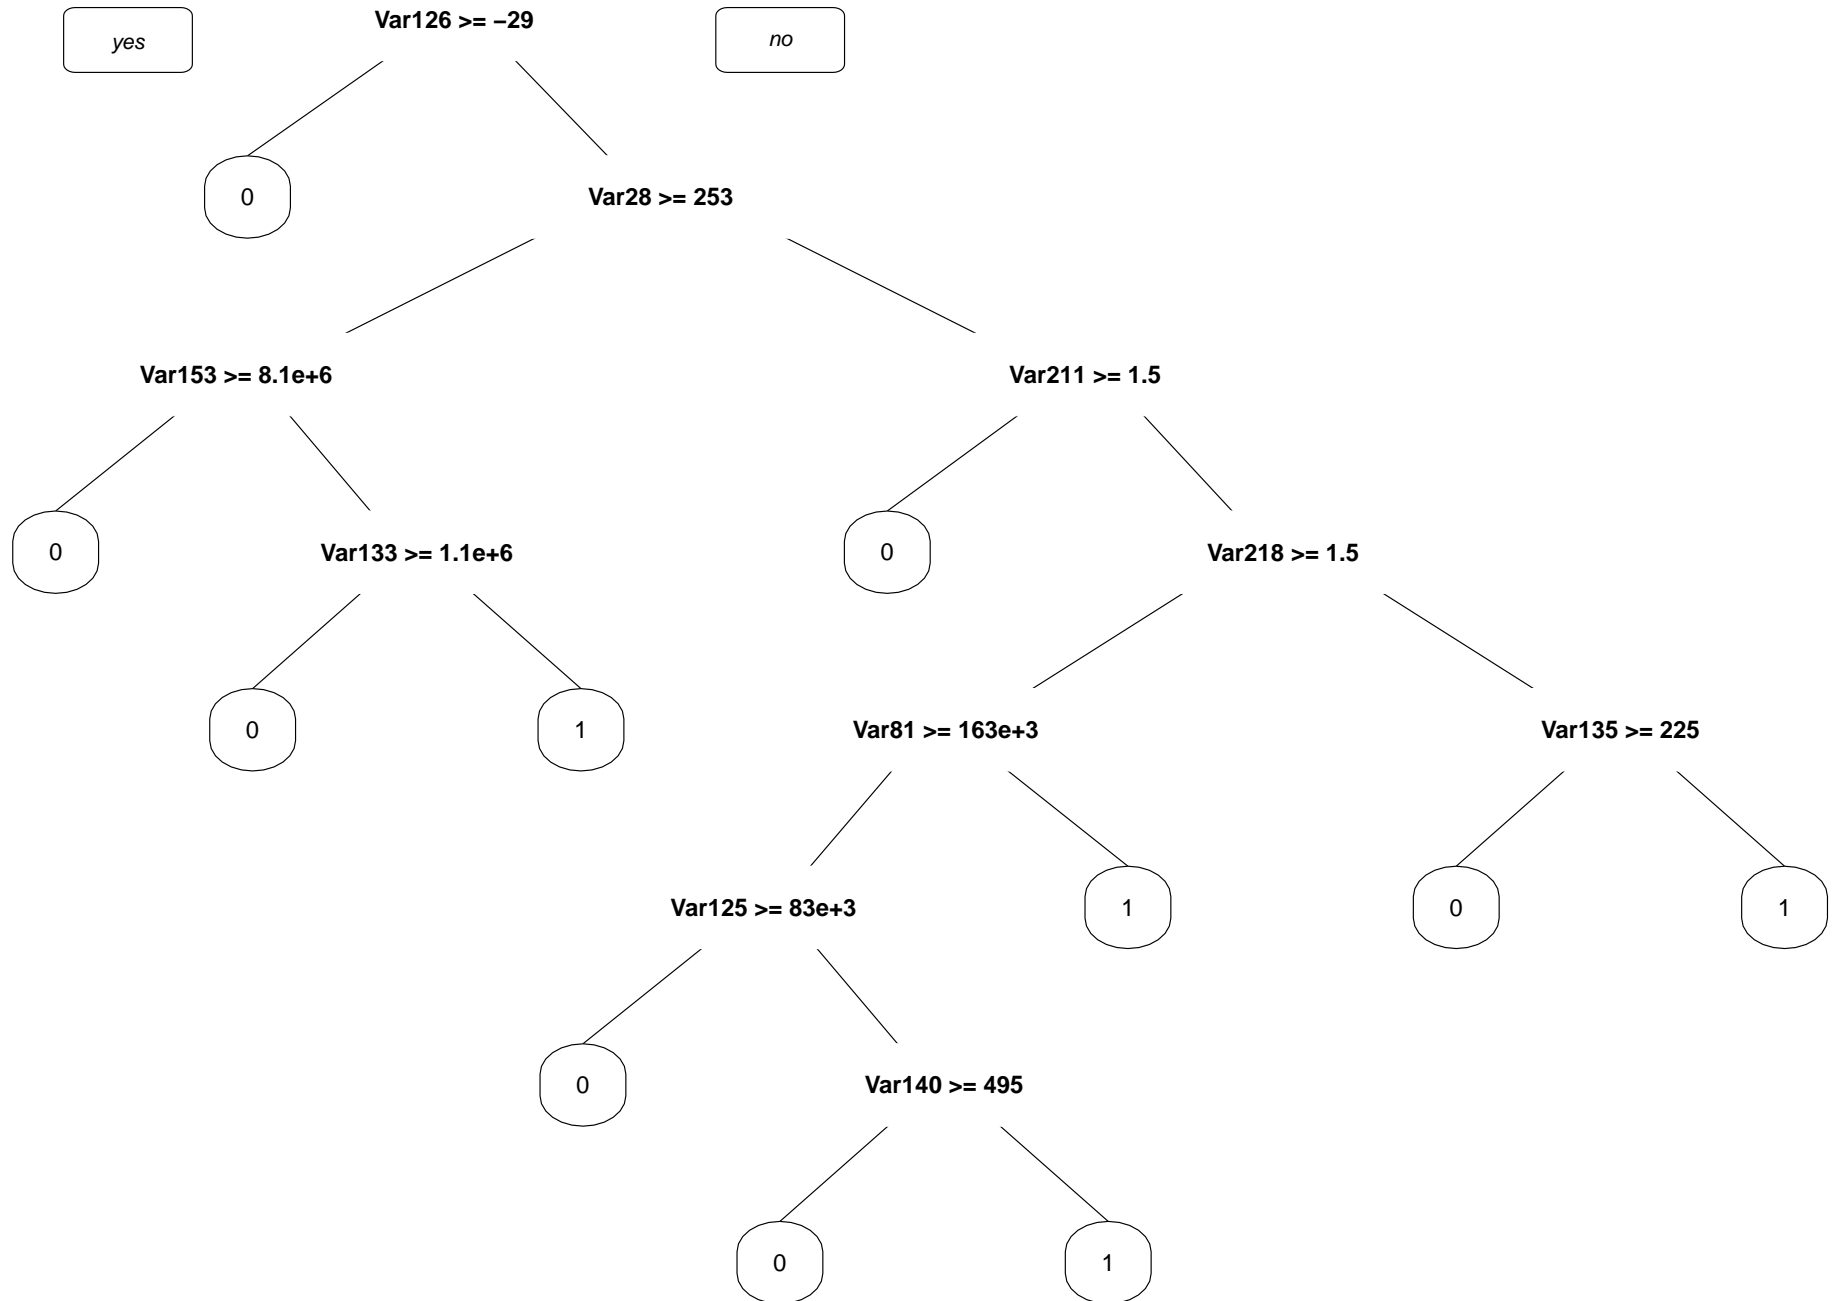 yes
Var126 >= −29
no
0
Var28 >= 253
Var153 >= 8.1e+6
Var211 >= 1.5
0
Var133 >= 1.1e+6
0
Var218 >= 1.5
0
1
Var81 >= 163e+3
Var135 >= 225
Var125 >= 83e+3
1
0
1
0
Var140 >= 495
0
1